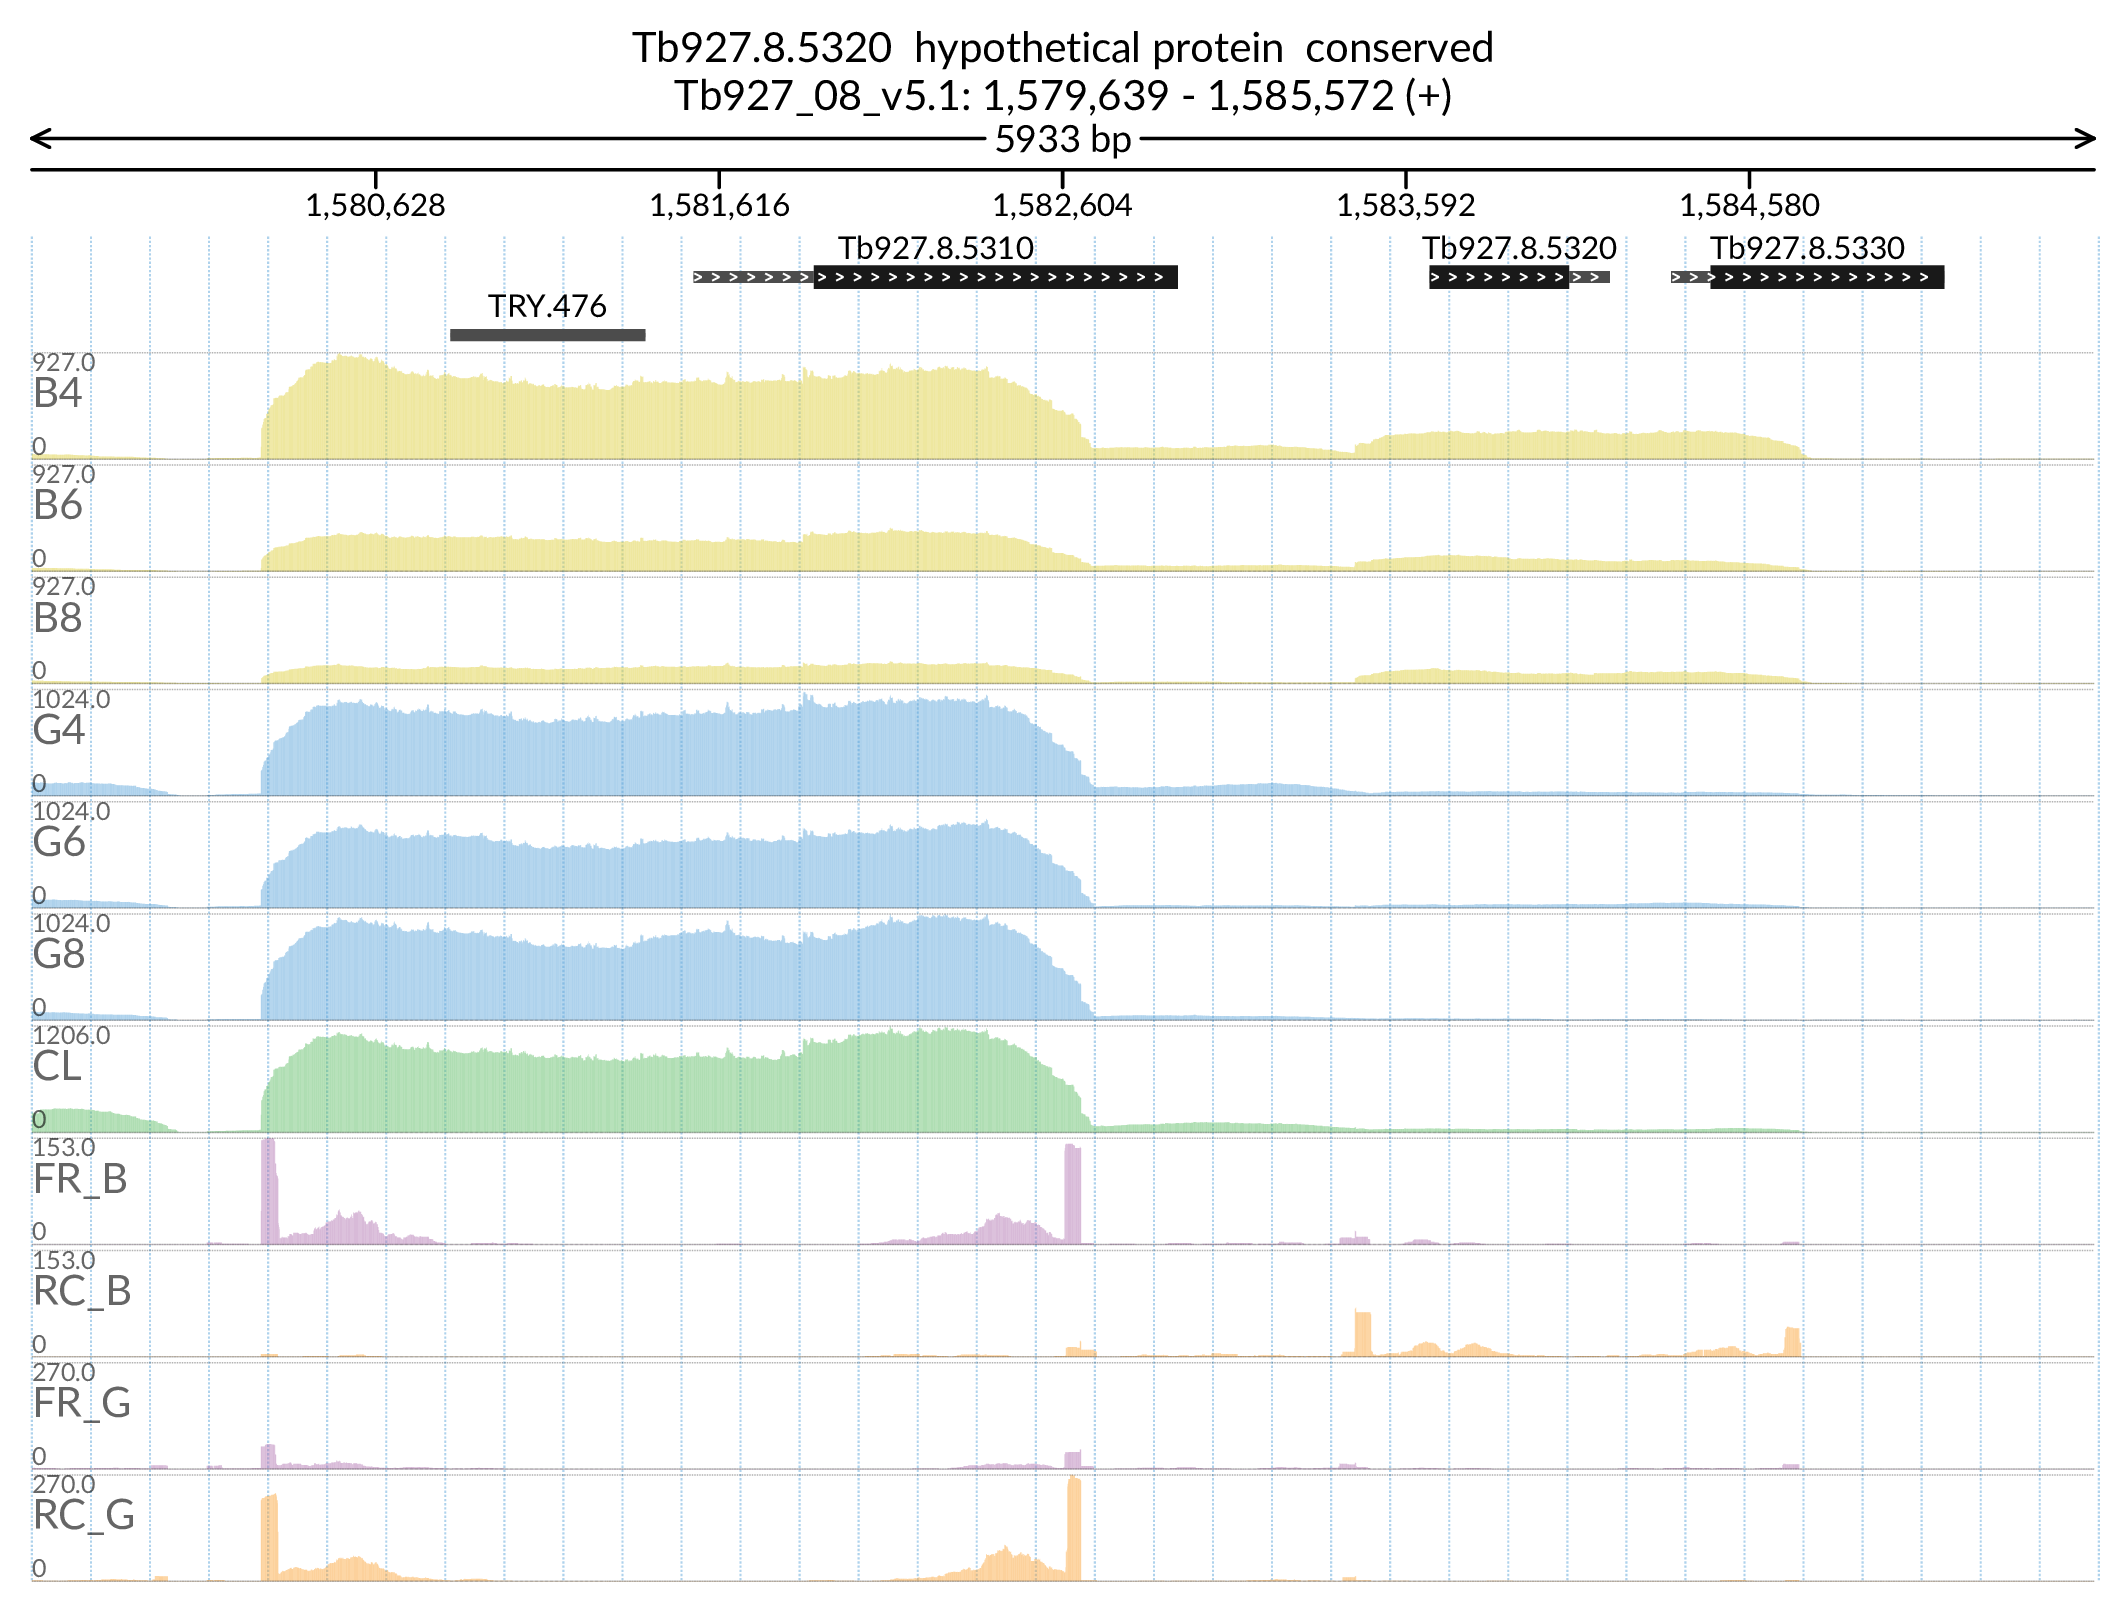 Tb927.8.5320 hypothetical protein conserved
Tb927_08_v5.1: 1,579,639 - 1,585,572 (+)
5933 bp
1,580,628 1,581,616 1,582,604 1,583,592 1,584,580
Tb927.8.5310 Tb927.8.5320 Tb927.8.5330
TRY.476
927.0
B4
0
927.0
B6
0
927.0
B8
0
1024.0
G4
0
1024.0
G6
0
1024.0
G8
0
1206.0
CL
0
153.0
FR_B
0
153.0
RC_B
0
270.0
FR_G
0
270.0
RC_G
0